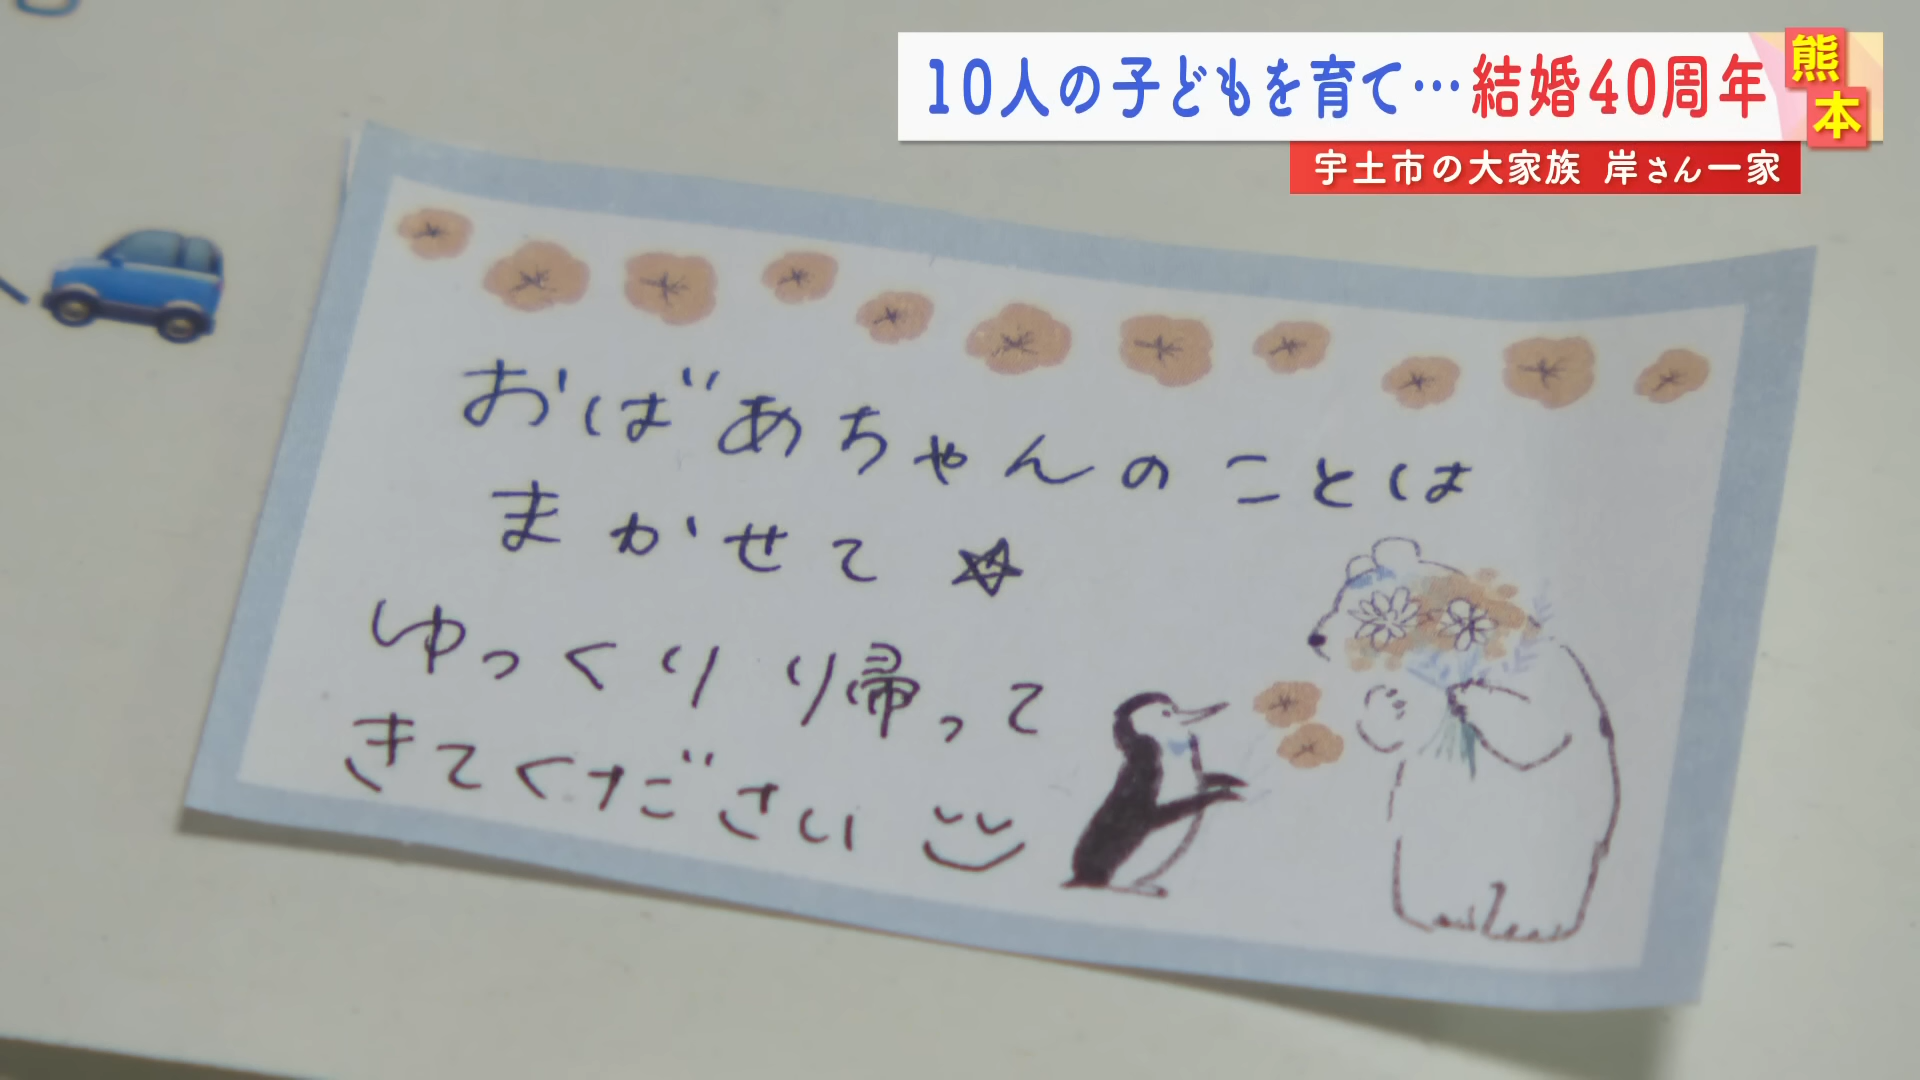 10人の子どもを育て…結婚40周年
熊本
宇土市の大家族 岸さん一家
おばあちゃんのことは
まかせて☆
ゆっくり帰って
きてください